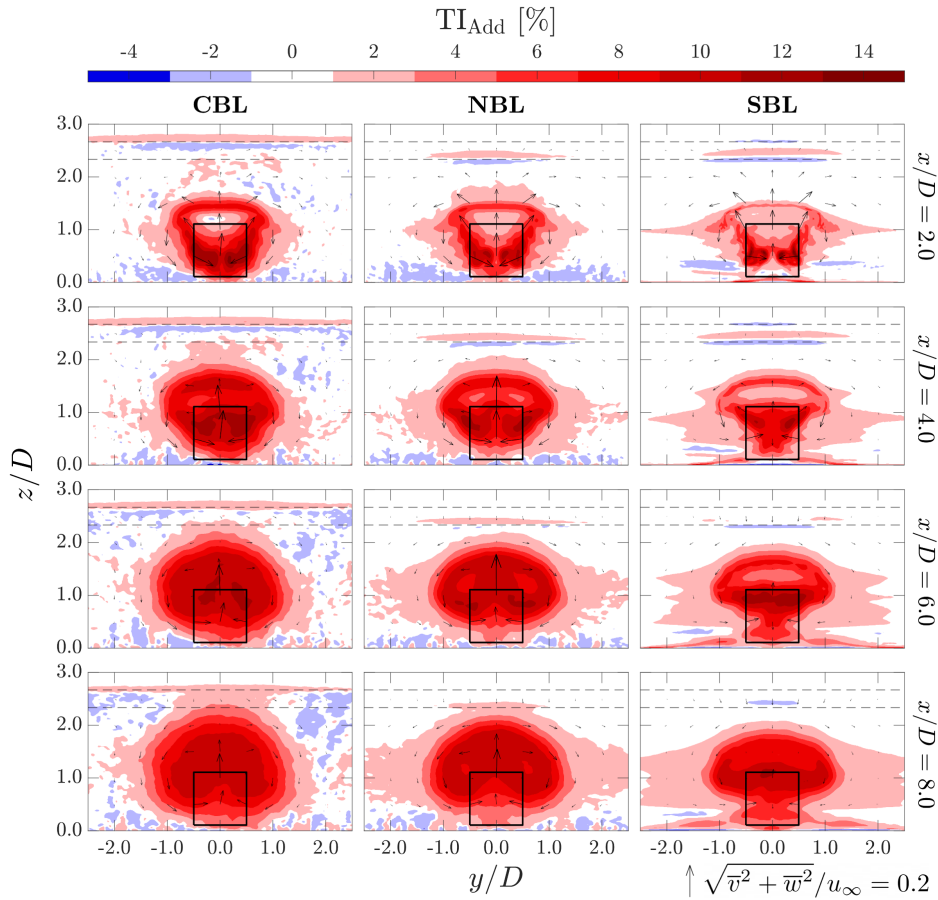 TI_Add [%]
-4 -2 0 2 4 6 8 10 12 14
CBL NBL SBL
3.0
2.0
1.0
0.0
x/D = 2.0
3.0
2.0
1.0
0.0
x/D = 4.0
z/D
3.0
2.0
1.0
0.0
x/D = 6.0
3.0
2.0
1.0
0.0
x/D = 8.0
-2.0 -1.0 0.0 1.0 2.0 -2.0 -1.0 0.0 1.0 2.0 -2.0 -1.0 0.0 1.0 2.0
y/D
↑ √(v̅² + w̅²)/u_∞ = 0.2